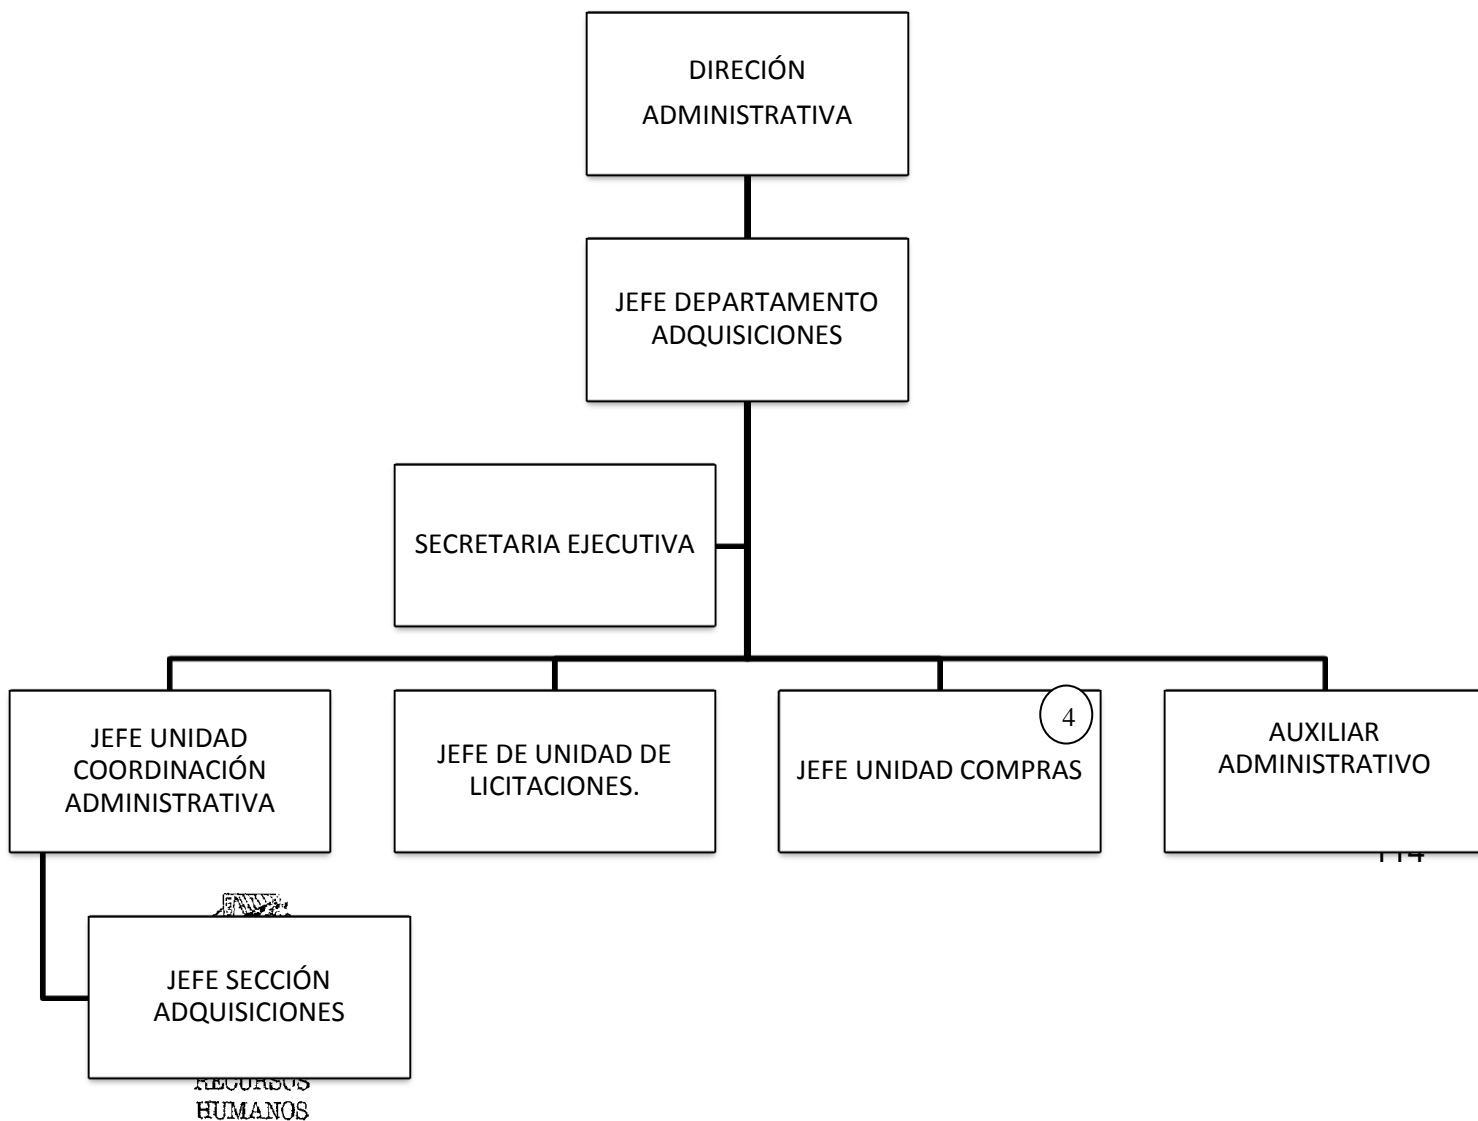 DIRECIÓN
ADMINISTRATIVA
JEFE DEPARTAMENTO
ADQUISICIONES
SECRETARIA EJECUTIVA
JEFE UNIDAD
COORDINACIÓN
ADMINISTRATIVA
JEFE DE UNIDAD DE
LICITACIONES.
4
JEFE UNIDAD COMPRAS
AUXILIAR
ADMINISTRATIVO
JEFE SECCIÓN
ADQUISICIONES
RECURSOS
HUMANOS